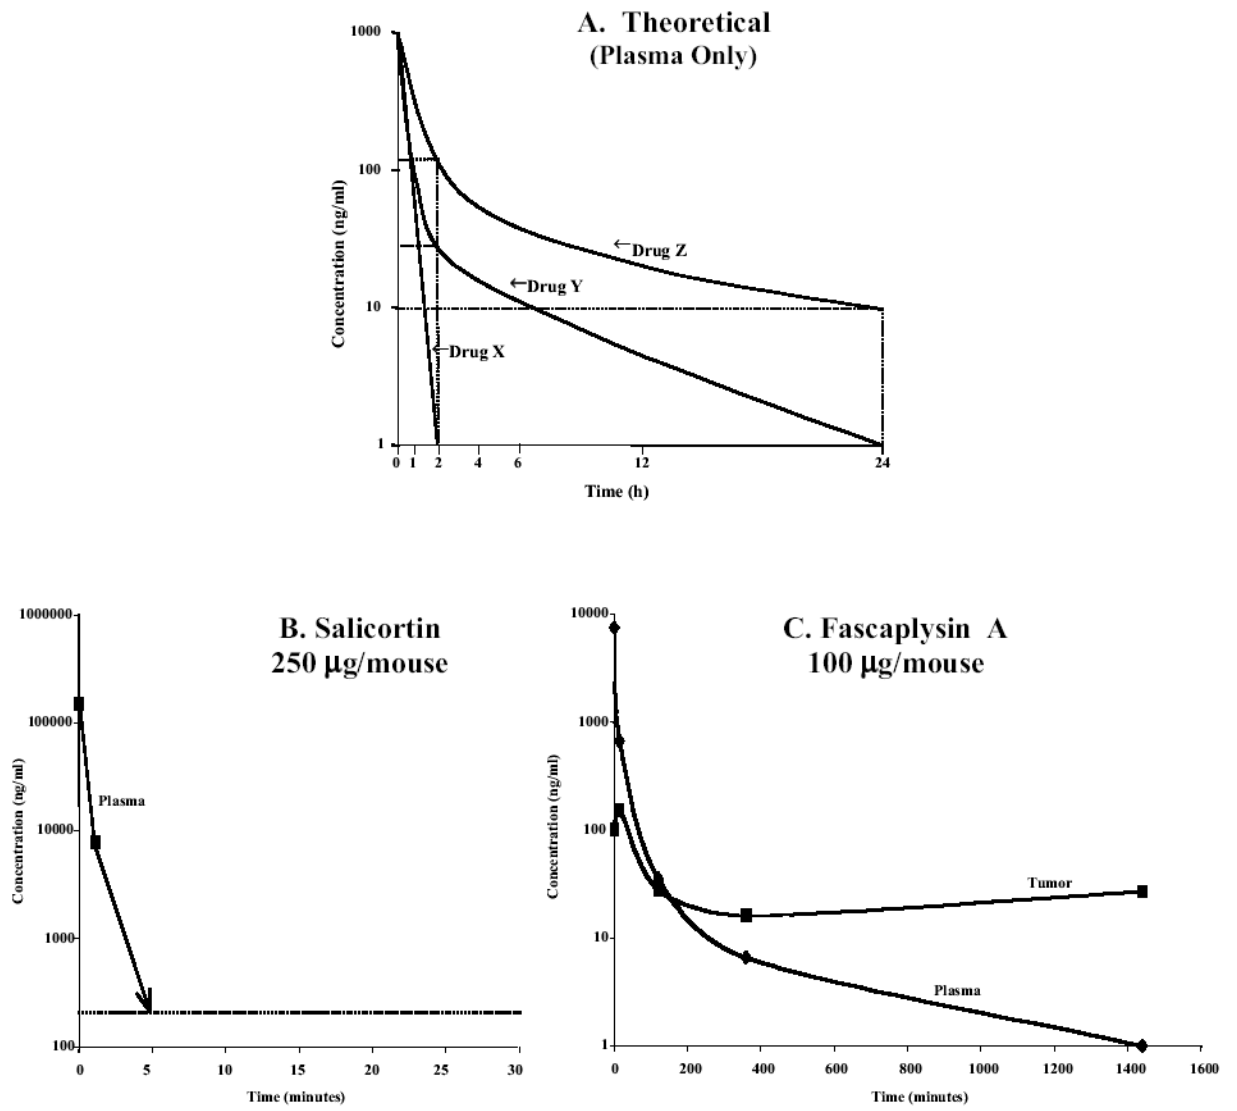 A. Theoretical
(Plasma Only)
1000
100
10
1
Concentration (ng/ml)
←Drug Z
←Drug Y
←Drug X
0 1 2 4 6 12 24
Time (h)
B. Salicortin
250 µg/mouse
1000000
100000
10000
1000
100
Concentration (ng/ml)
Plasma
0 5 10 15 20 25 30
Time (minutes)
C. Fascaplysin A
100 µg/mouse
10000
1000
100
10
1
Concentration (ng/ml)
Tumor
Plasma
0 200 400 600 800 1000 1200 1400 1600
Time (minutes)